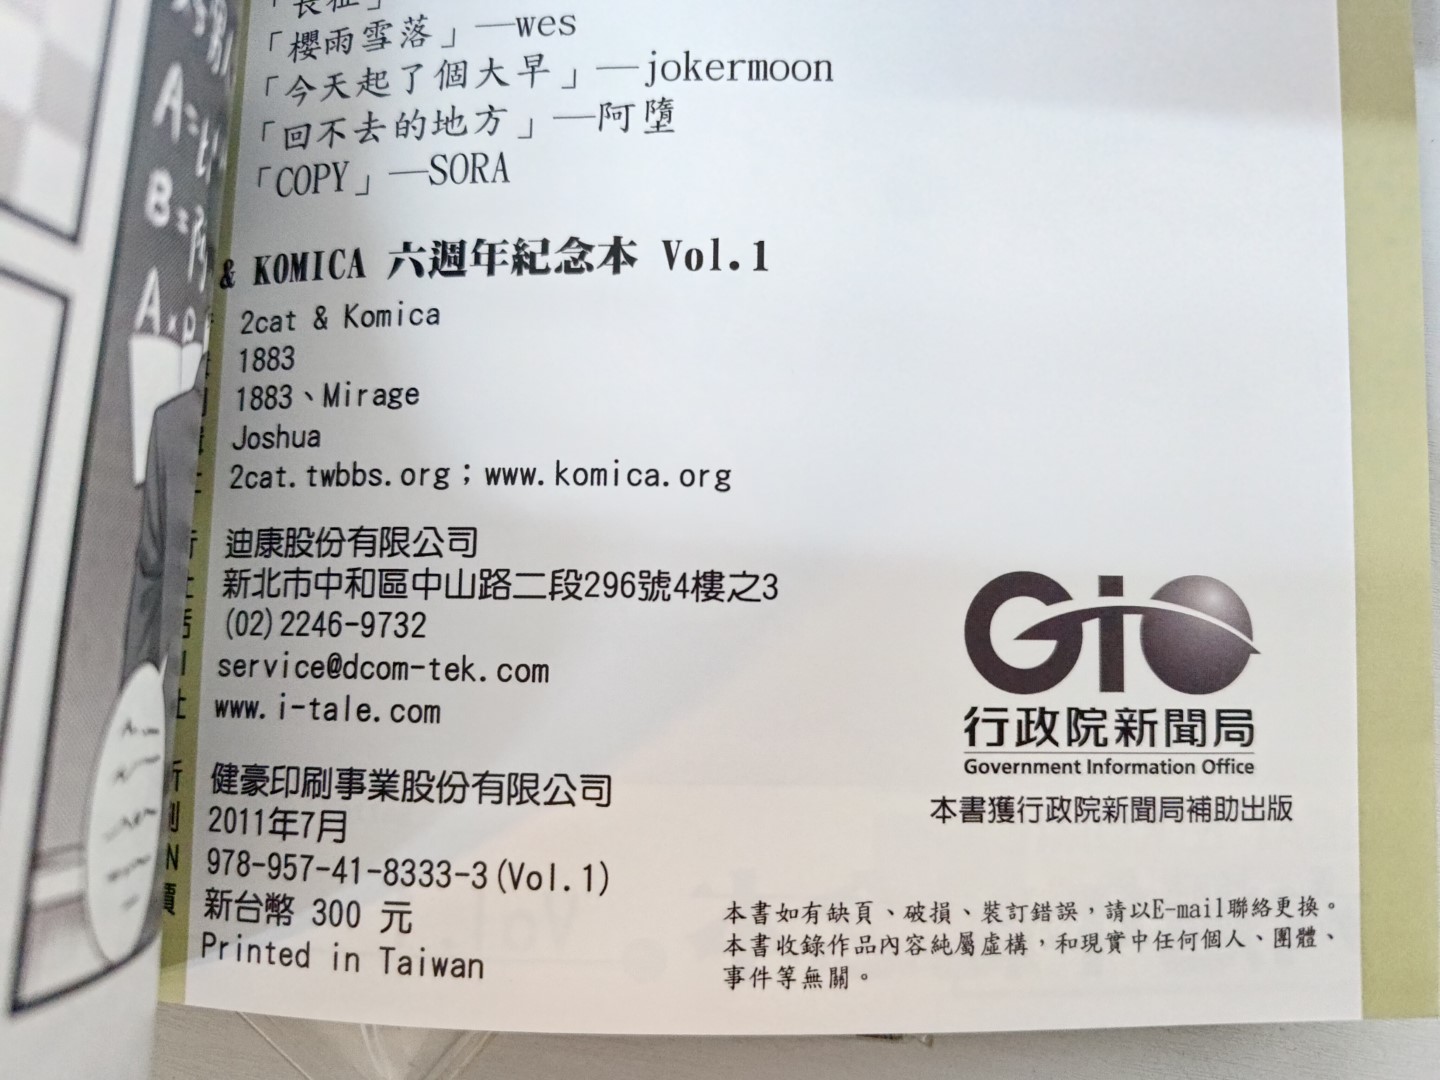 「櫻雨雪落」—wes
「今天起了個大早」—jokermoon
「回不去的地方」—阿墮
「COPY」—SORA
& KOMICA 六週年紀念本 Vol.1
2cat & Komica
1883
1883、Mirage
Joshua
2cat.twbbs.org；www.komica.org
迪康股份有限公司
新北市中和區中山路二段296號4樓之3
(02)2246-9732
service@dcom-tek.com
www.i-tale.com
健豪印刷事業股份有限公司
2011年7月
978-957-41-8333-3(Vol.1)
新台幣 300 元
Printed in Taiwan
GiO
行政院新聞局
Government Information Office
本書獲行政院新聞局補助出版
本書如有缺頁、破損、裝訂錯誤，請以E-mail聯絡更換。
本書收錄作品內容純屬虛構，和現實中任何個人、團體、
事件等無關。